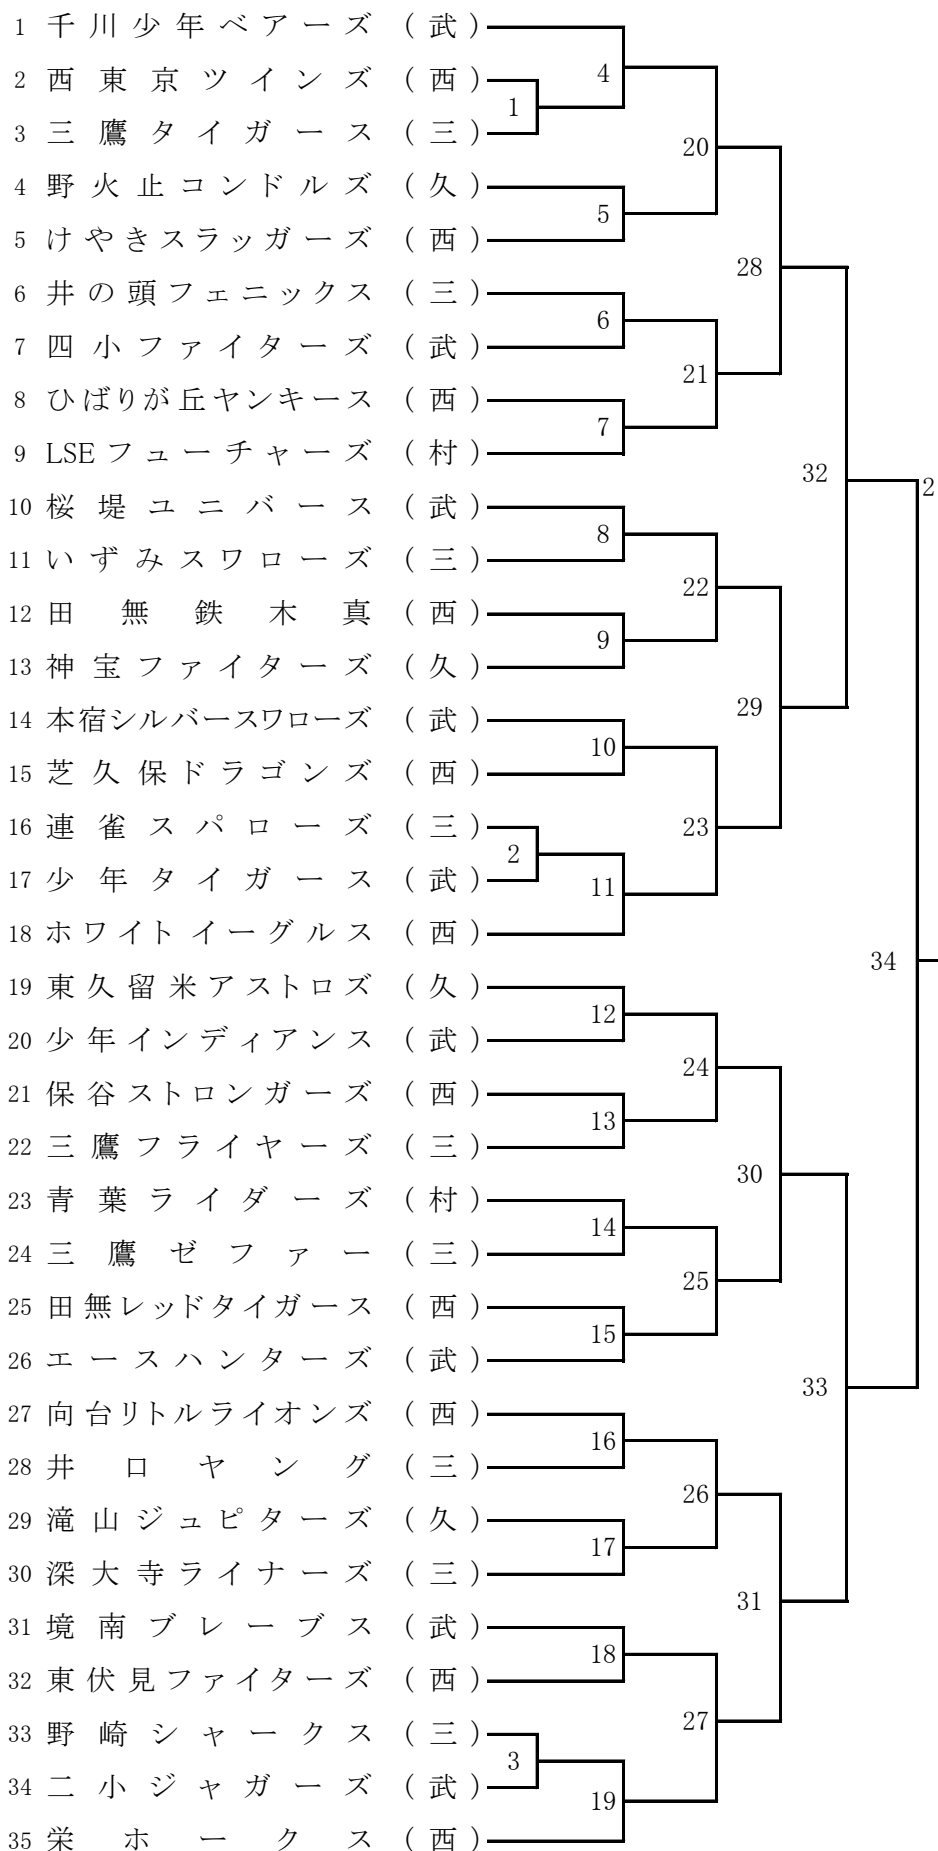 1 千川少年ベアーズ (武)
2 西東京ツインズ (西)
3 三鷹タイガース (三)
4 野火止コンドルズ (久)
5 けやきスラッガーズ (西)
6 井の頭フェニックス (三)
7 四小ファイターズ (武)
8 ひばりが丘ヤンキース (西)
9 LSEフューチャーズ (村)
10 桜堤ユニバース (武)
11 いずみスワローズ (三)
12 田無鉄木真 (西)
13 神宝ファイターズ (久)
14 本宿シルバースワローズ (武)
15 芝久保ドラゴンズ (西)
16 連雀スパローズ (三)
17 少年タイガース (武)
18 ホワイトイーグルス (西)
19 東久留米アストロズ (久)
20 少年インディアンス (武)
21 保谷ストロンガーズ (西)
22 三鷹フライヤーズ (三)
23 青葉ライダーズ (村)
24 三鷹ゼファー (三)
25 田無レッドタイガース (西)
26 エースハンターズ (武)
27 向台リトルライオンズ (西)
28 井口ヤング (三)
29 滝山ジュピターズ (久)
30 深大寺ライナーズ (三)
31 境南ブレーブス (武)
32 東伏見ファイターズ (西)
33 野崎シャークス (三)
34 二小ジャガーズ (武)
35 栄ホークス (西)
1
2
3
4
5
6
7
8
9
10
11
12
13
14
15
16
17
18
19
20
21
22
23
24
25
26
27
28
29
30
31
32
33
34
2